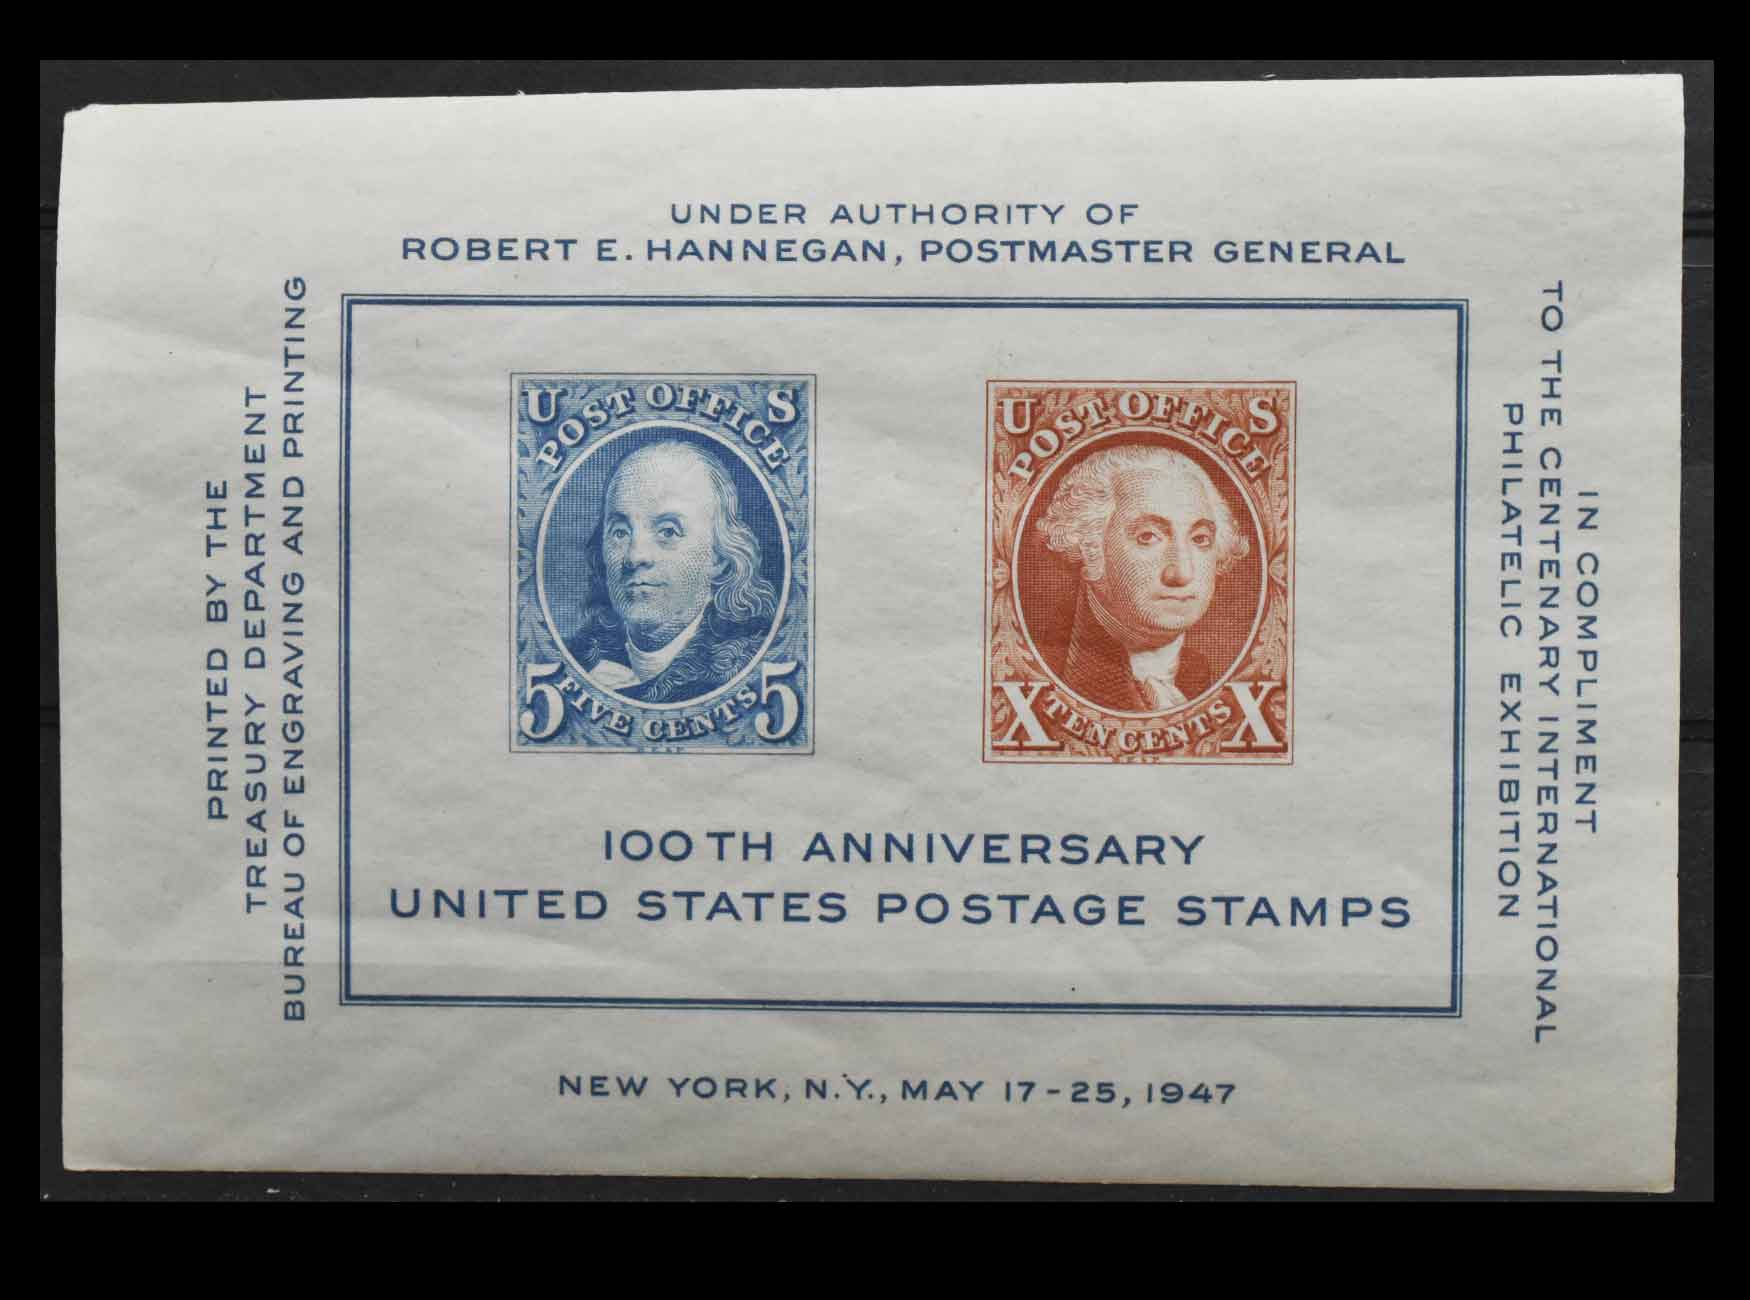 UNDER AUTHORITY OF
ROBERT E. HANNEGAN, POSTMASTER GENERAL
PRINTED BY THE
TREASURY DEPARTMENT
BUREAU OF ENGRAVING AND PRINTING
U S
POST OFFICE
5 5
FIVE CENTS
U S
POST OFFICE
X X
TEN CENTS
100TH ANNIVERSARY
UNITED STATES POSTAGE STAMPS
IN COMPLIMENT
TO THE CENTENARY INTERNATIONAL
PHILATELIC EXHIBITION
NEW YORK, N.Y., MAY 17-25, 1947